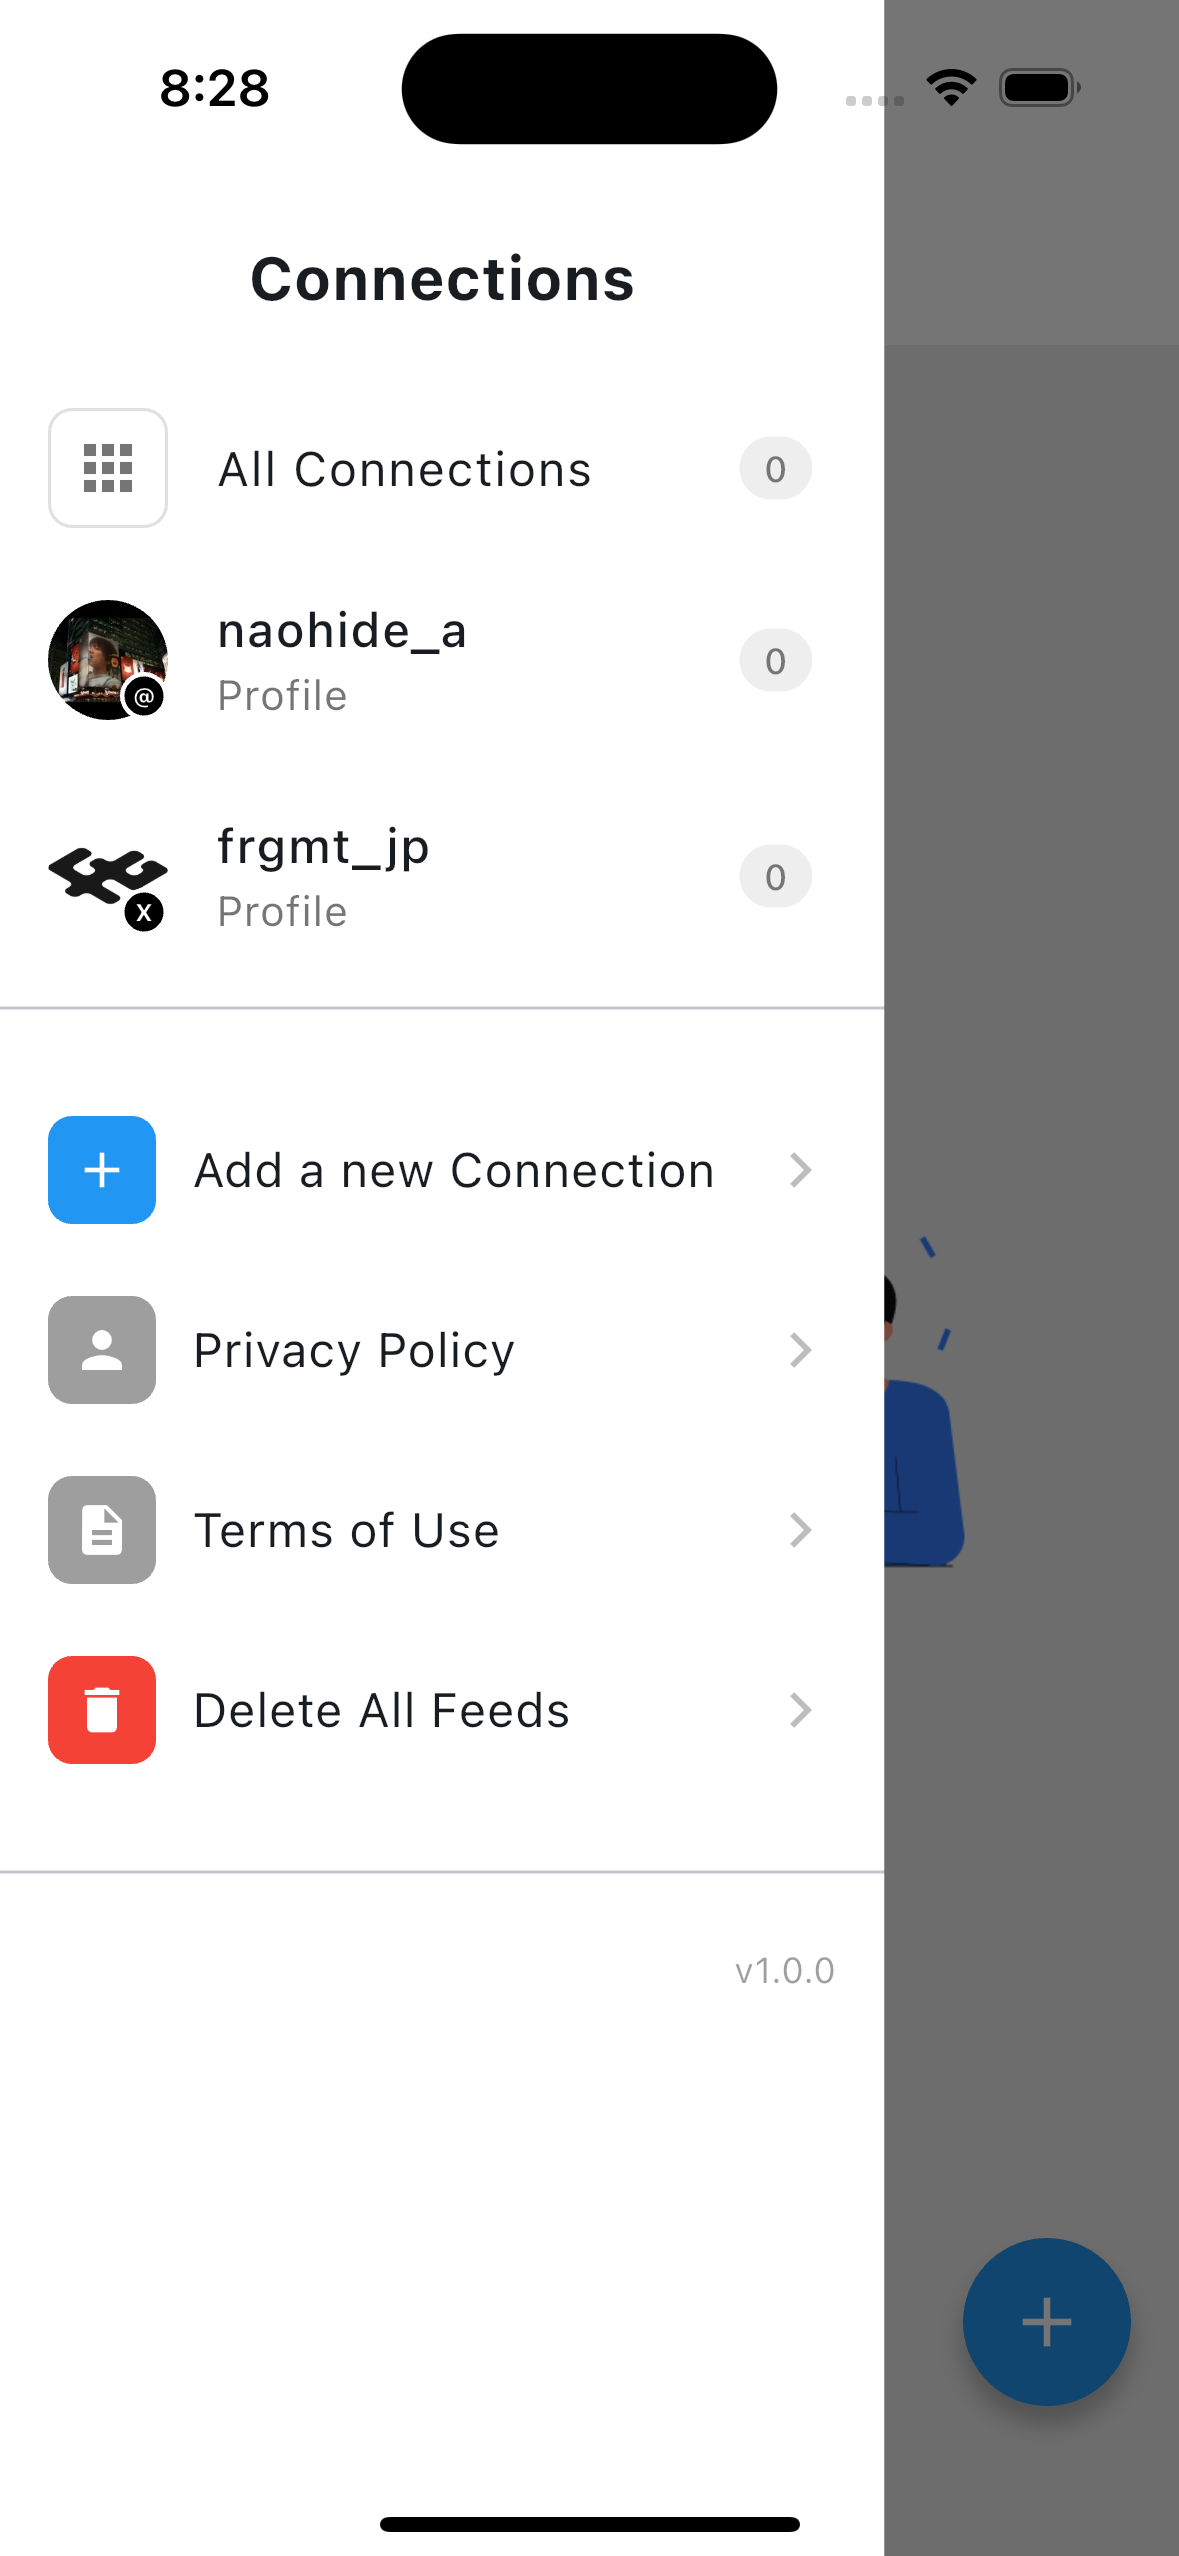 8:28
Connections
All Connections
0
naohide_a
Profile
0
@
frgmt_jp
Profile
0
X
Add a new Connection
Privacy Policy
Terms of Use
Delete All Feeds
v1.0.0